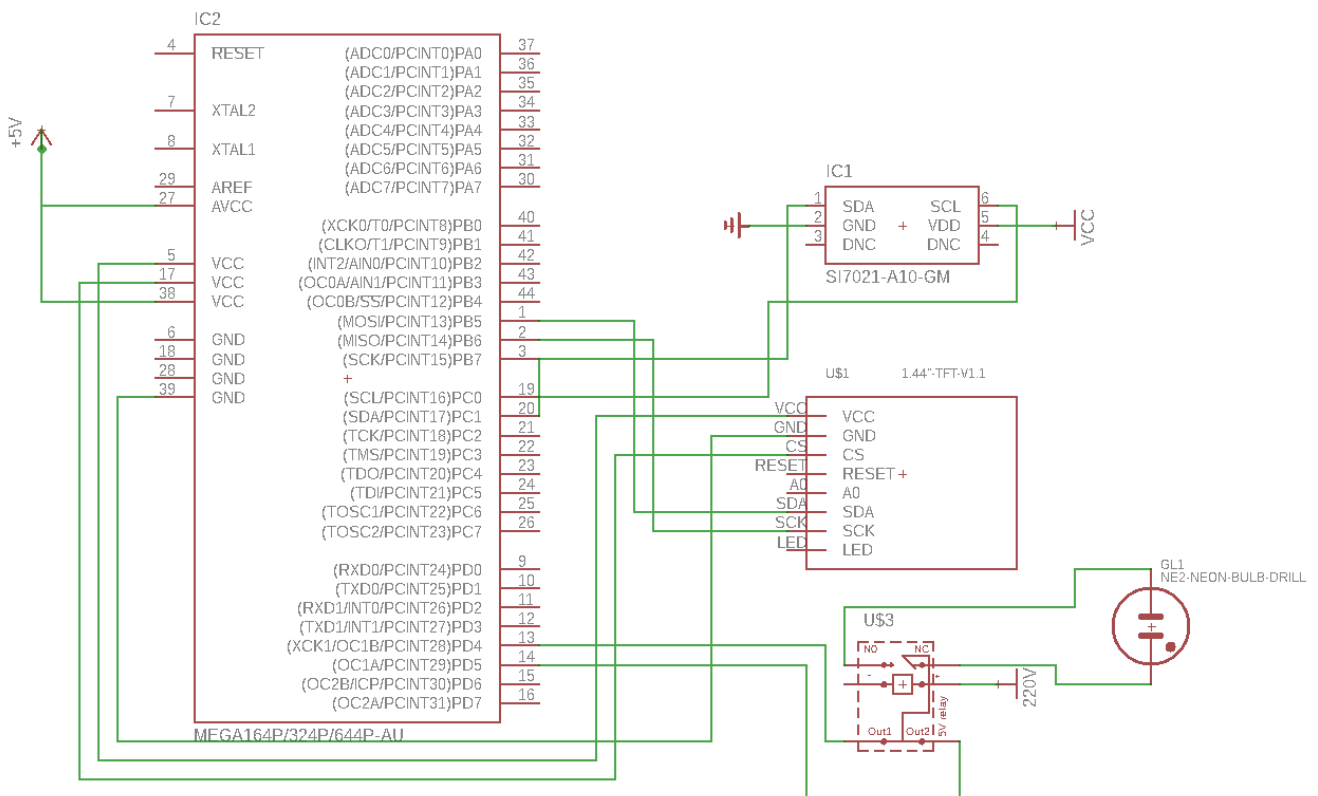 IC2
4 RESET
7 XTAL2
8 XTAL1
29 AREF
27 AVCC
5 VCC
17 VCC
38 VCC
6 GND
18 GND
28 GND
39 GND
(ADC0/PCINT0)PA0 37
(ADC1/PCINT1)PA1 36
(ADC2/PCINT2)PA2 35
(ADC3/PCINT3)PA3 34
(ADC4/PCINT4)PA4 33
(ADC5/PCINT5)PA5 32
(ADC6/PCINT6)PA6 31
(ADC7/PCINT7)PA7 30
(XCK0/T0/PCINT8)PB0 40
(CLKO/T1/PCINT9)PB1 41
(INT2/AIN0/PCINT10)PB2 42
(OC0A/AIN1/PCINT11)PB3 43
(OC0B/SS/PCINT12)PB4 44
(MOSI/PCINT13)PB5 1
(MISO/PCINT14)PB6 2
(SCK/PCINT15)PB7 3
(SCL/PCINT16)PC0 19
(SDA/PCINT17)PC1 20
(TCK/PCINT18)PC2 21
(TMS/PCINT19)PC3 22
(TDO/PCINT20)PC4 23
(TDI/PCINT21)PC5 24
(TOSC1/PCINT22)PC6 25
(TOSC2/PCINT23)PC7 26
(RXD0/PCINT24)PD0 9
(TXD0/PCINT25)PD1 10
(RXD1/INT0/PCINT26)PD2 11
(TXD1/INT1/PCINT27)PD3 12
(XCK1/OC1B/PCINT28)PD4 13
(OC1A/PCINT29)PD5 14
(OC2B/ICP/PCINT30)PD6 15
(OC2A/PCINT31)PD7 16
MEGA164P/324P/644P-AU
+5V
IC1
1 SDA SCL 6
2 GND VDD 5
3 DNC DNC 4
SI7021-A10-GM
VCC
U$1 1.44"-TFT-V1.1
VCC VCC
GND GND
CS CS
RESET RESET
A0 A0
SDA SDA
SCK SCK
LED LED
GL1
NE2-NEON-BULB-DRILL
U$3
NO NC
- +
Out1 Out2
5V relay
220V